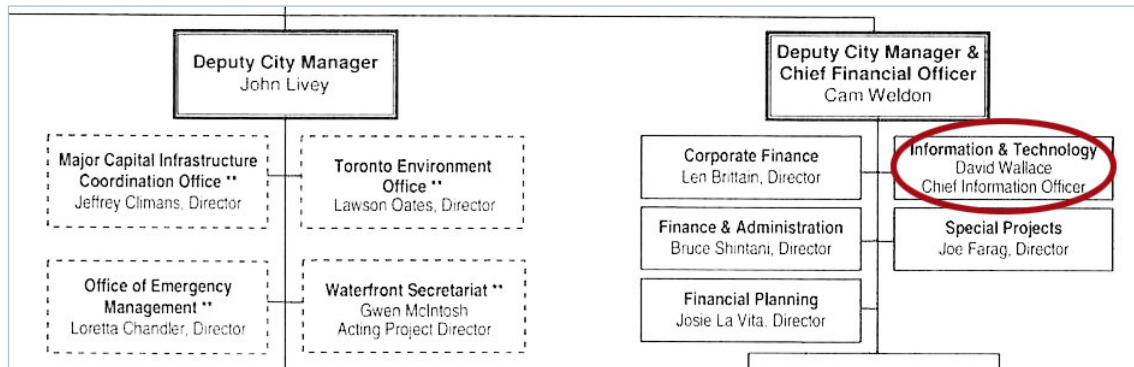 Deputy City Manager
John Livey
Major Capital Infrastructure
Coordination Office **
Jeffrey Climans, Director
Toronto Environment
Office **
Lawson Oates, Director
Office of Emergency
Management **
Loretta Chandler, Director
Waterfront Secretariat **
Gwen McIntosh
Acting Project Director
Deputy City Manager &
Chief Financial Officer
Cam Weldon
Corporate Finance
Len Brittain, Director
Information & Technology
David Wallace
Chief Information Officer
Finance & Administration
Bruce Shintani, Director
Special Projects
Joe Farag, Director
Financial Planning
Josie La Vita, Director